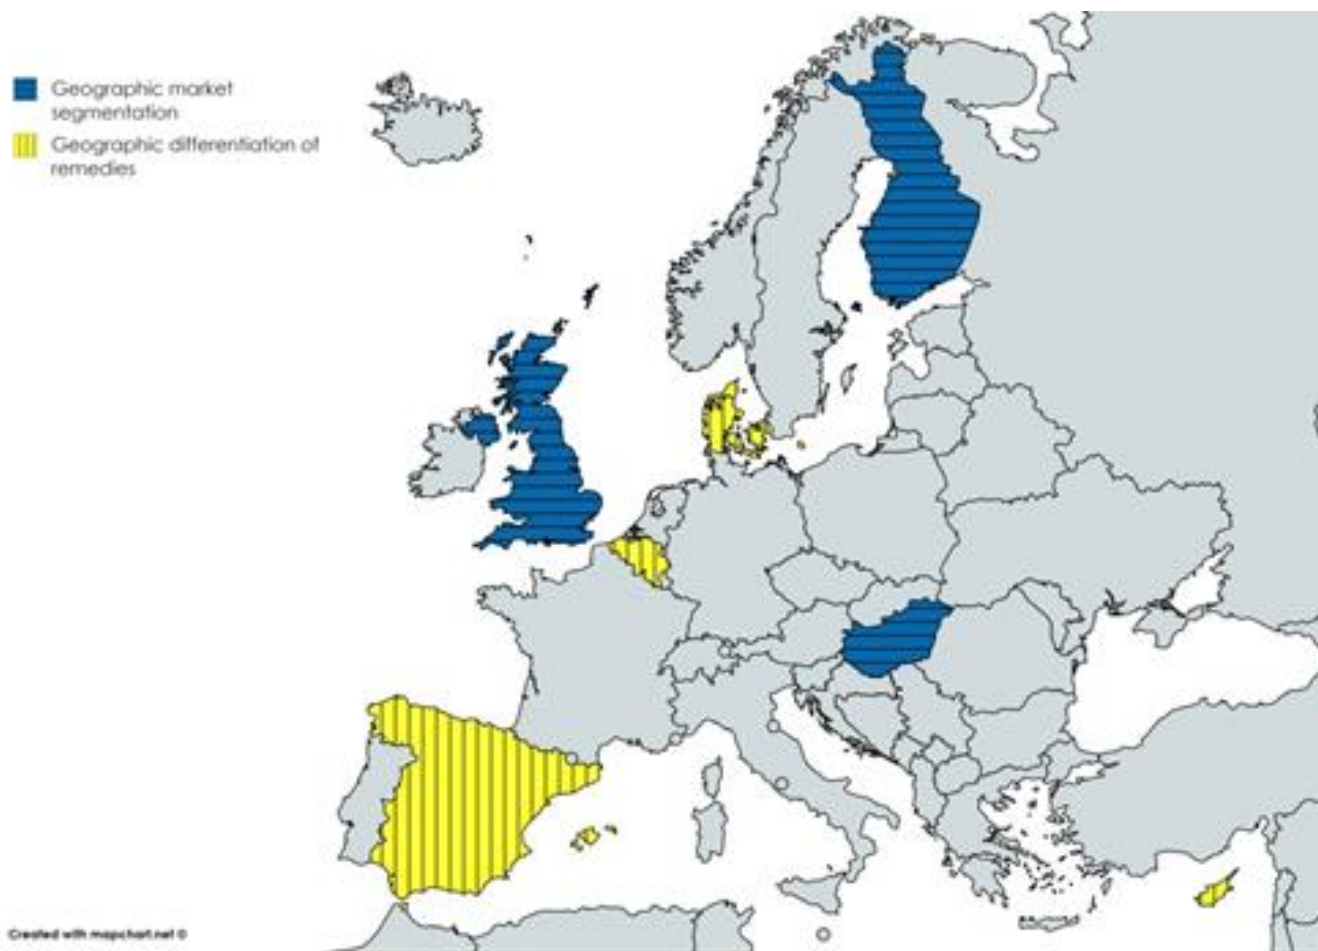 Geographic market
segmentation
Geographic differentiation of
remedies
Created with mapchart.net ©